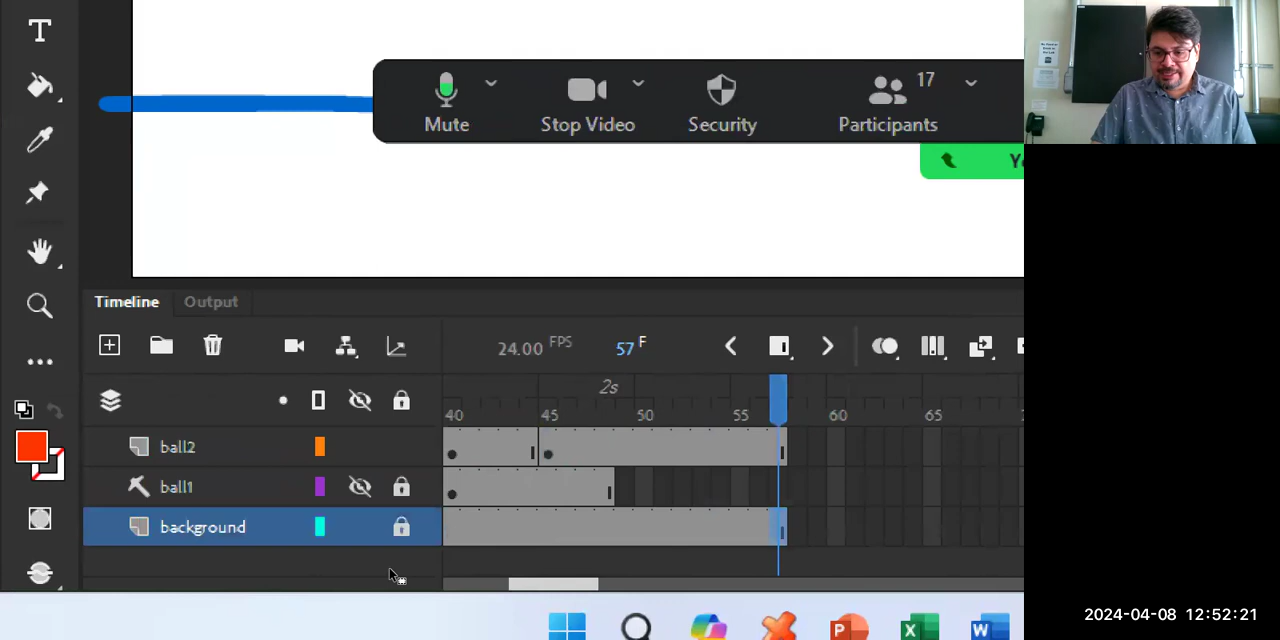 T
17
Mute
Stop Video
Security
Participants
Timeline
Output
24.00 FPS
57 F
2s
40
45
50
55
60
65
ball2
ball1
background
P
X
W
2024-04-08 12:52:21